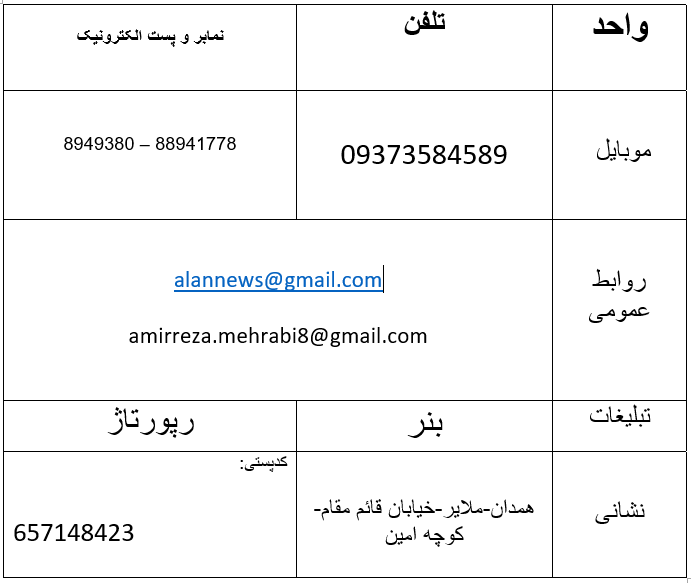 واحد
تلفن
نمابر و پست الکترونیک
موبایل
09373584589
8949380 – 88941778
روابط
عمومی
alannews@gmail.com
amirreza.mehrabi8@gmail.com
تبلیغات
بنر
رپورتاژ
نشانی
همدان-ملایر-خیابان قائم مقام-
کوچه امین
کدپستی:
657148423